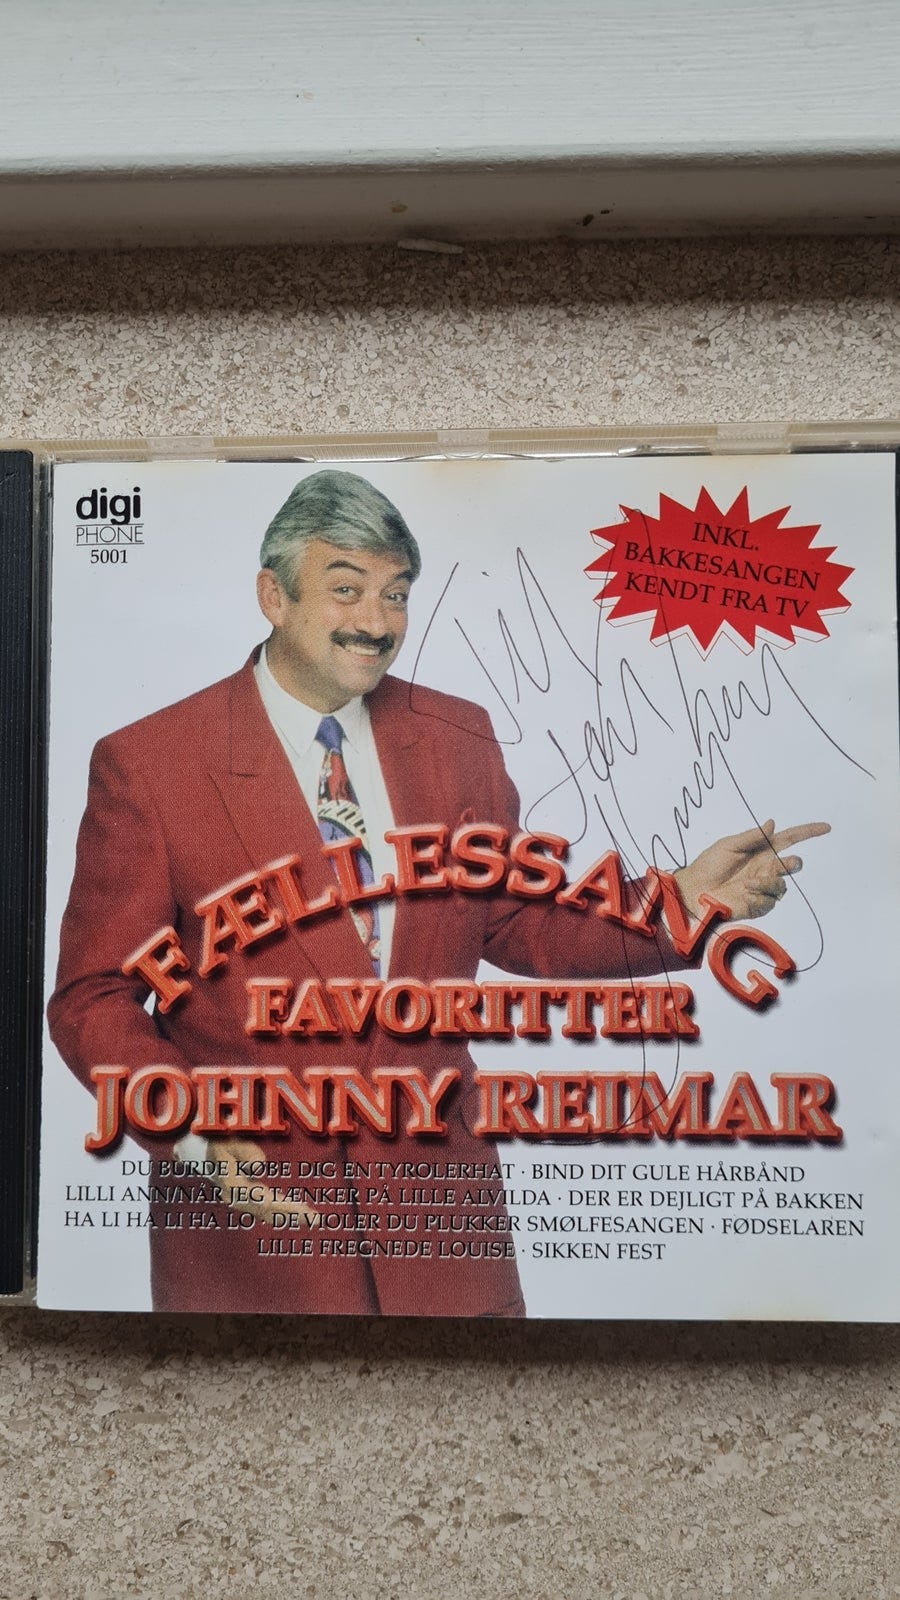 digi
PHONE
5001
INKL.
BAKKESANGEN
KENDT FRA TV
Til
FÆLLESSANG
FAVORITTER
JOHNNY REIMAR
DU BURDE KØBE DIG EN TYROLERHAT · BIND DIT GULE HÅRBÅND
LILLI ANN/NÅR JEG TÆNKER PÅ LILLE ALVILDA · DER ER DEJLIGT PÅ BAKKEN
HA LI HA LI HA LO · DE VIOLER DU PLUKKER SMØLFESANGEN · FØDSELAREN
LILLE FREGNEDE LOUISE · SIKKEN FEST